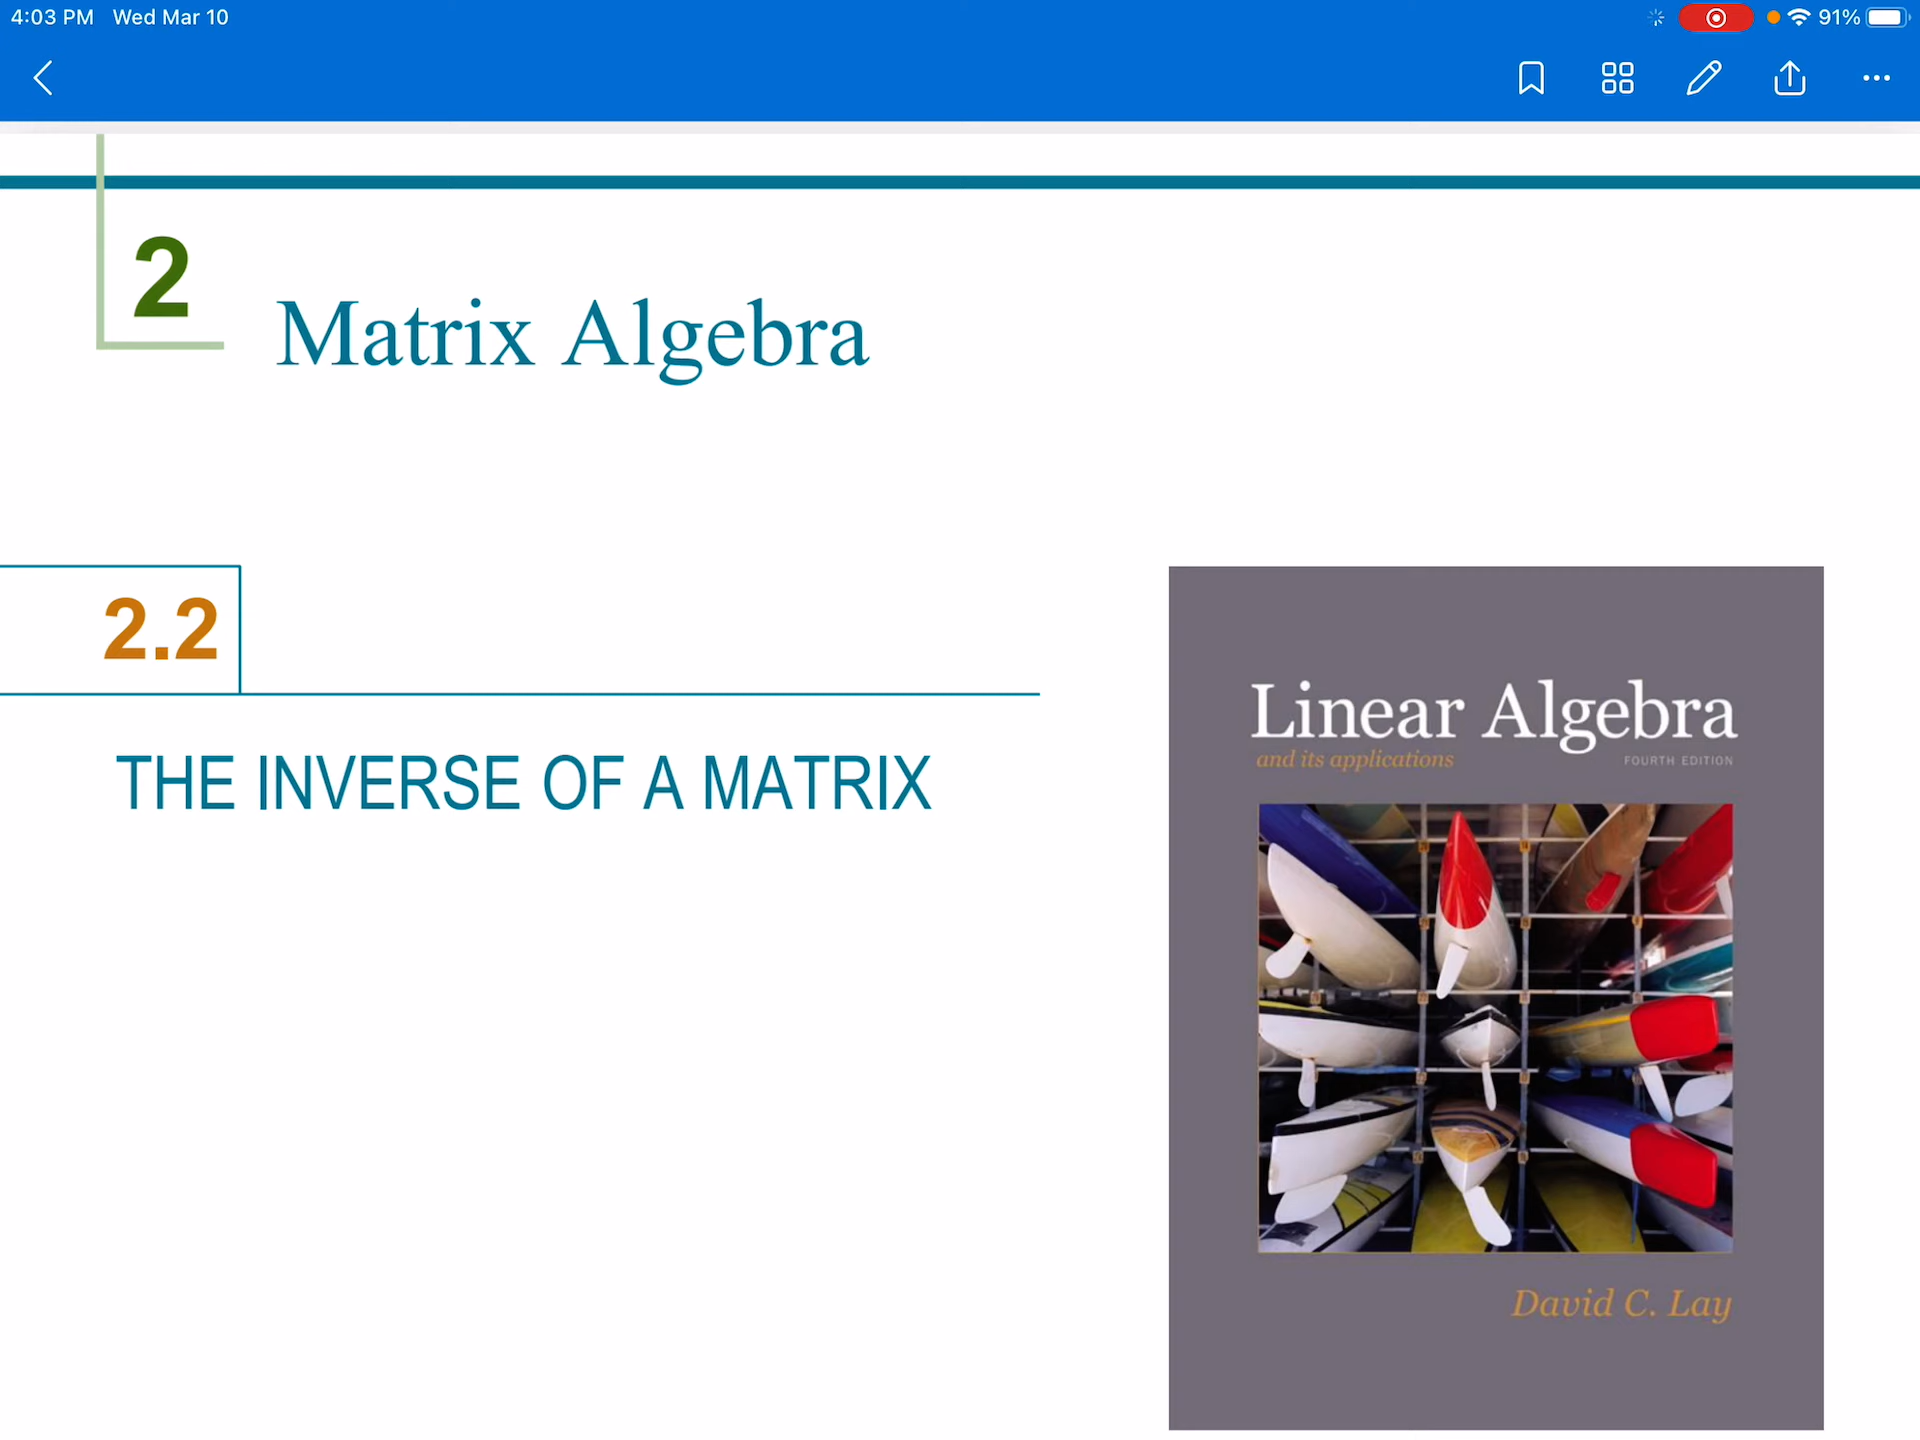 4:03 PM Wed Mar 10
91%
2
Matrix Algebra
2.2
THE INVERSE OF A MATRIX
Linear Algebra
and its applications
FOURTH EDITION
David C. Lay